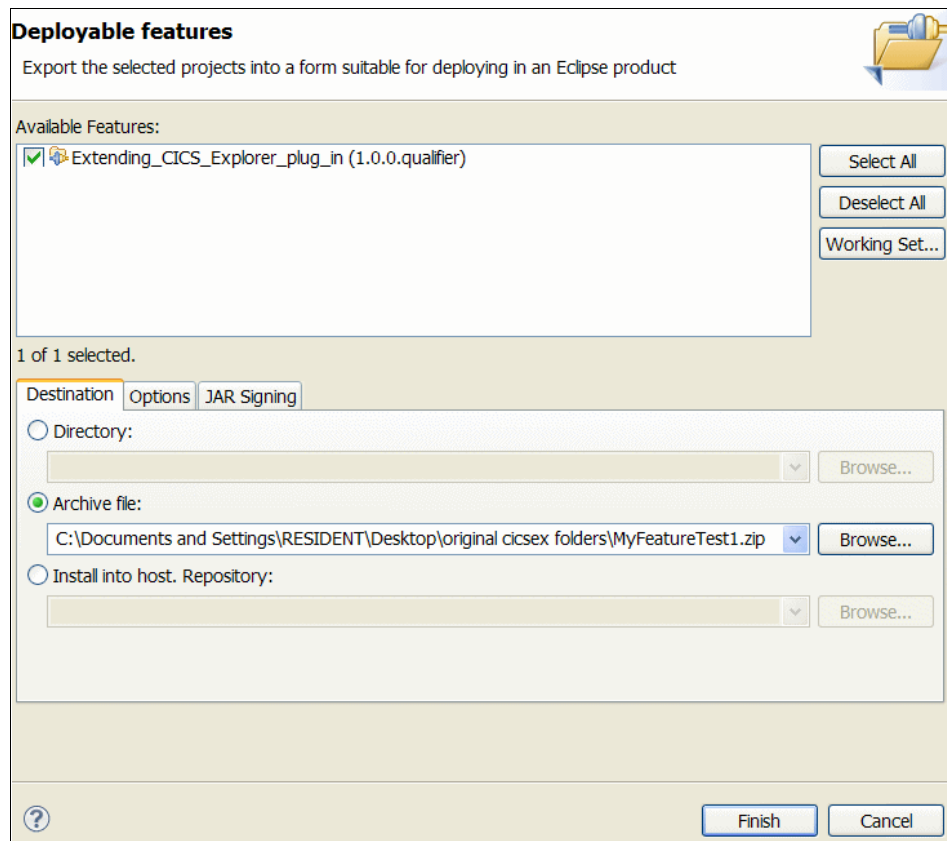 Deployable features
Export the selected projects into a form suitable for deploying in an Eclipse product
Available Features:
Extending_CICS_Explorer_plug_in (1.0.0.qualifier)
Select All
Deselect All
Working Set...
1 of 1 selected.
Destination Options JAR Signing
Directory:
Browse...
Archive file:
C:\Documents and Settings\RESIDENT\Desktop\original cicsex folders\MyFeatureTest1.zip Browse...
Install into host. Repository:
Browse...
? Finish Cancel